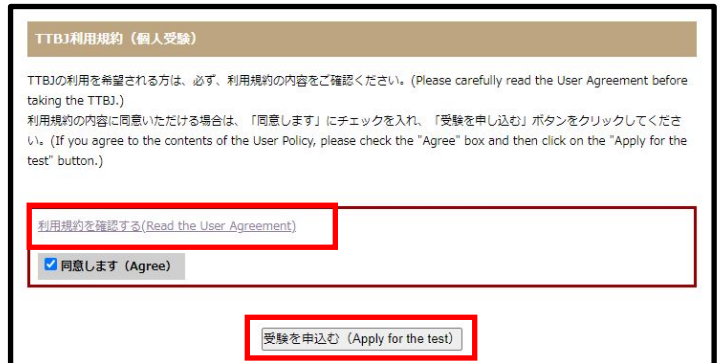 TTBJ利用規約（個人受験）
TTBJの利用を希望される方は、必ず、利用規約の内容をご確認ください。(Please carefully read the User Agreement before
taking the TTBJ.)
利用規約の内容に同意いただける場合は、「同意します」にチェックを入れ、「受験を申し込む」ボタンをクリックしてくださ
い。(If you agree to the contents of the User Policy, please check the "Agree" box and then click on the "Apply for the
test" button.)
利用規約を確認する(Read the User Agreement)
同意します（Agree）
受験を申込む（Apply for the test）